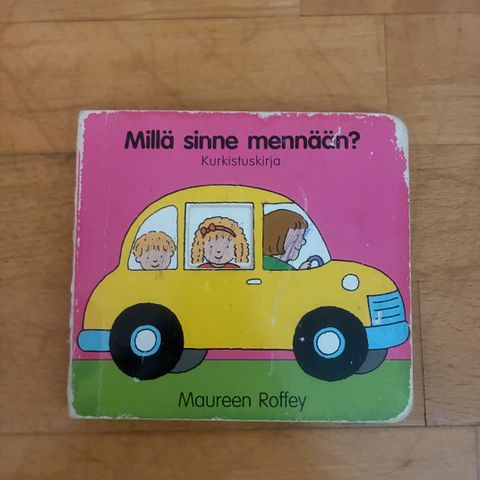 Millä sinne mennään?
Kurkistuskirja
Maureen Roffey